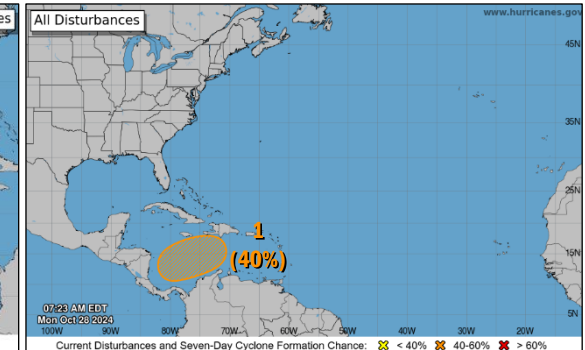 es
All Disturbances
www.hurricanes.gov
45N
35N
25N
1
(40%)
15N
07:23 AM EDT
Mon Oct 28 2024
5N
100W 90W 80W 70W 60W 50W 40W 30W 20W
Current Disturbances and Seven-Day Cyclone Formation Chance: < 40% 40-60% > 60%